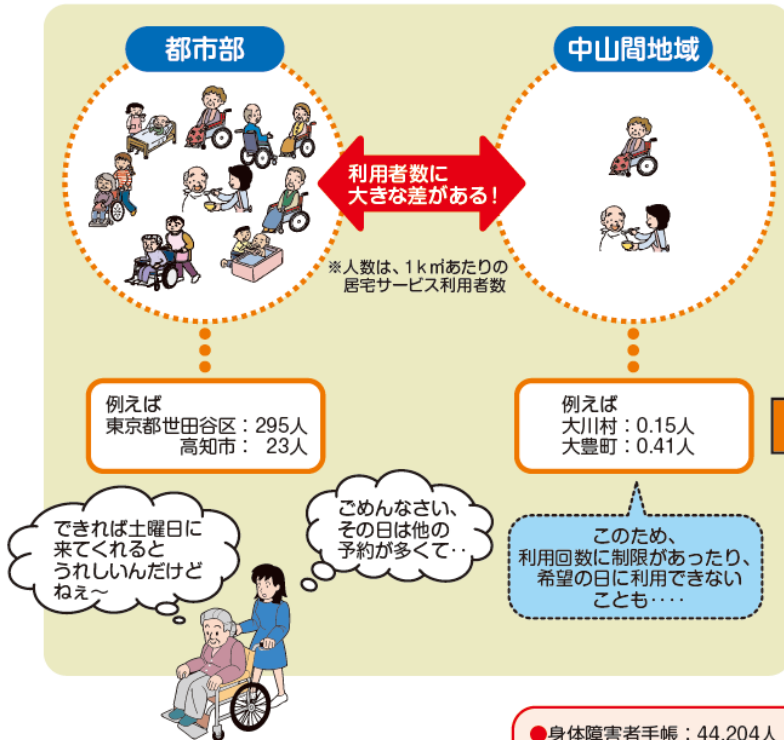 都市部
中山間地域
利用者数に
大きな差がある!
※人数は、1k㎡あたりの
居宅サービス利用者数
例えば
東京都世田谷区：295人
高知市： 23人
例えば
大川村：0.15人
大豊町：0.41人
できれば土曜日に
来てくれると
うれしいんだけど
ねぇ～
ごめんなさい、
その日は他の
予約が多くて‥
このため、
利用回数に制限があったり、
希望の日に利用できない
ことも‥‥
●身体障害者手帳：44,204人